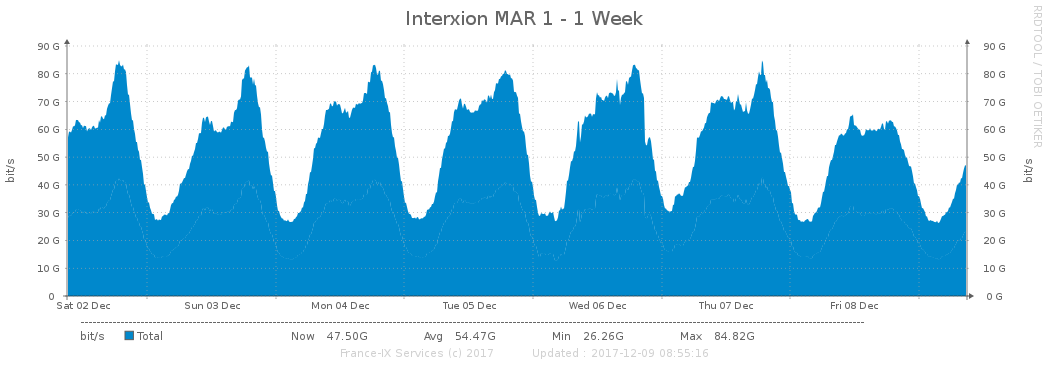 Interxion MAR 1 - 1 Week
RRDTOOL / TOBI OETIKER
bit/s
90 G
80 G
70 G
60 G
50 G
40 G
30 G
20 G
10 G
0
90 G
80 G
70 G
60 G
50 G
40 G
30 G
20 G
10 G
0 G
bit/s
Sat 02 Dec Sun 03 Dec Mon 04 Dec Tue 05 Dec Wed 06 Dec Thu 07 Dec Fri 08 Dec
bit/s Total Now 47.50G Avg 54.47G Min 26.26G Max 84.82G
France-IX Services (c) 2017 Updated : 2017-12-09 08:55:16